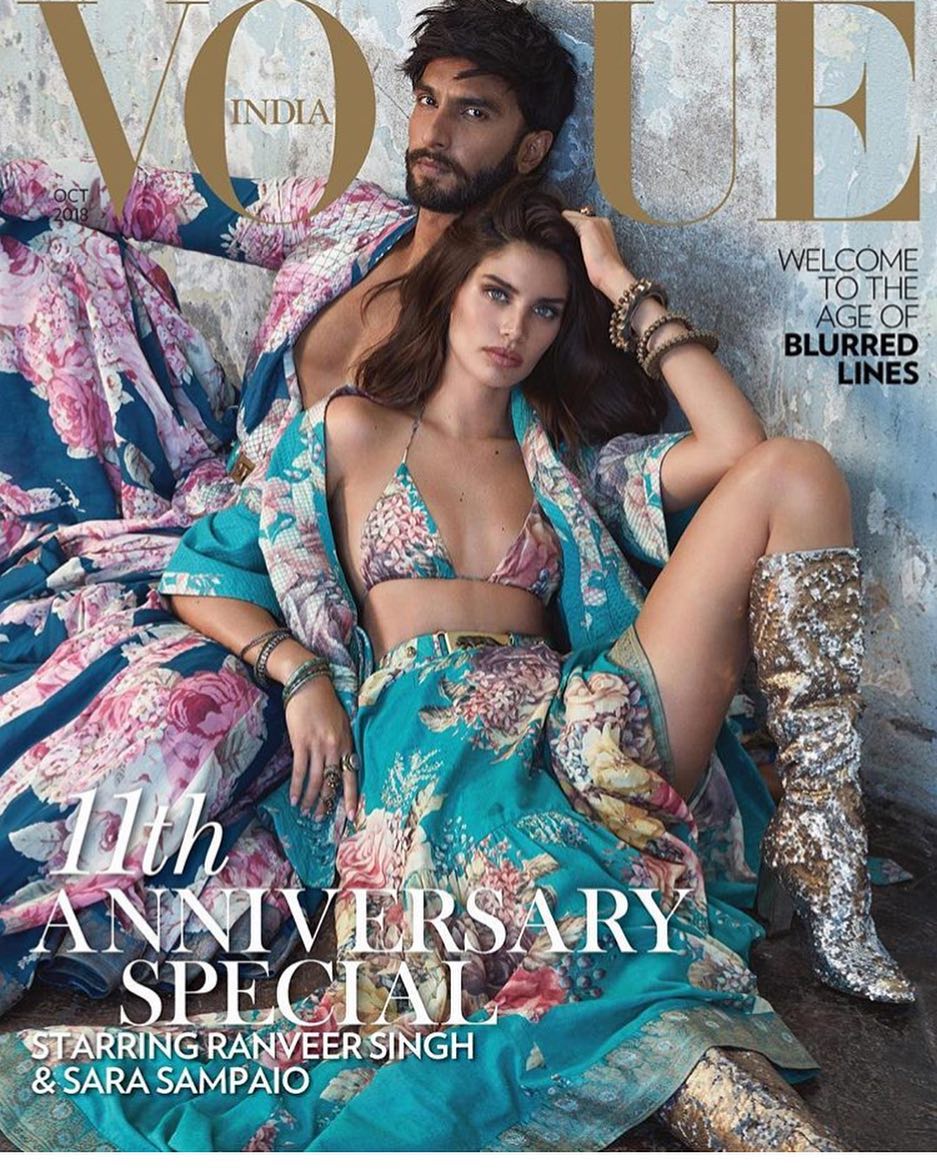 VOGUE
INDIA
OCT
2018
WELCOME
TO THE
AGE OF
BLURRED
LINES
11th
ANNIVERSARY
SPECIAL
STARRING RANVEER SINGH
& SARA SAMPAIO